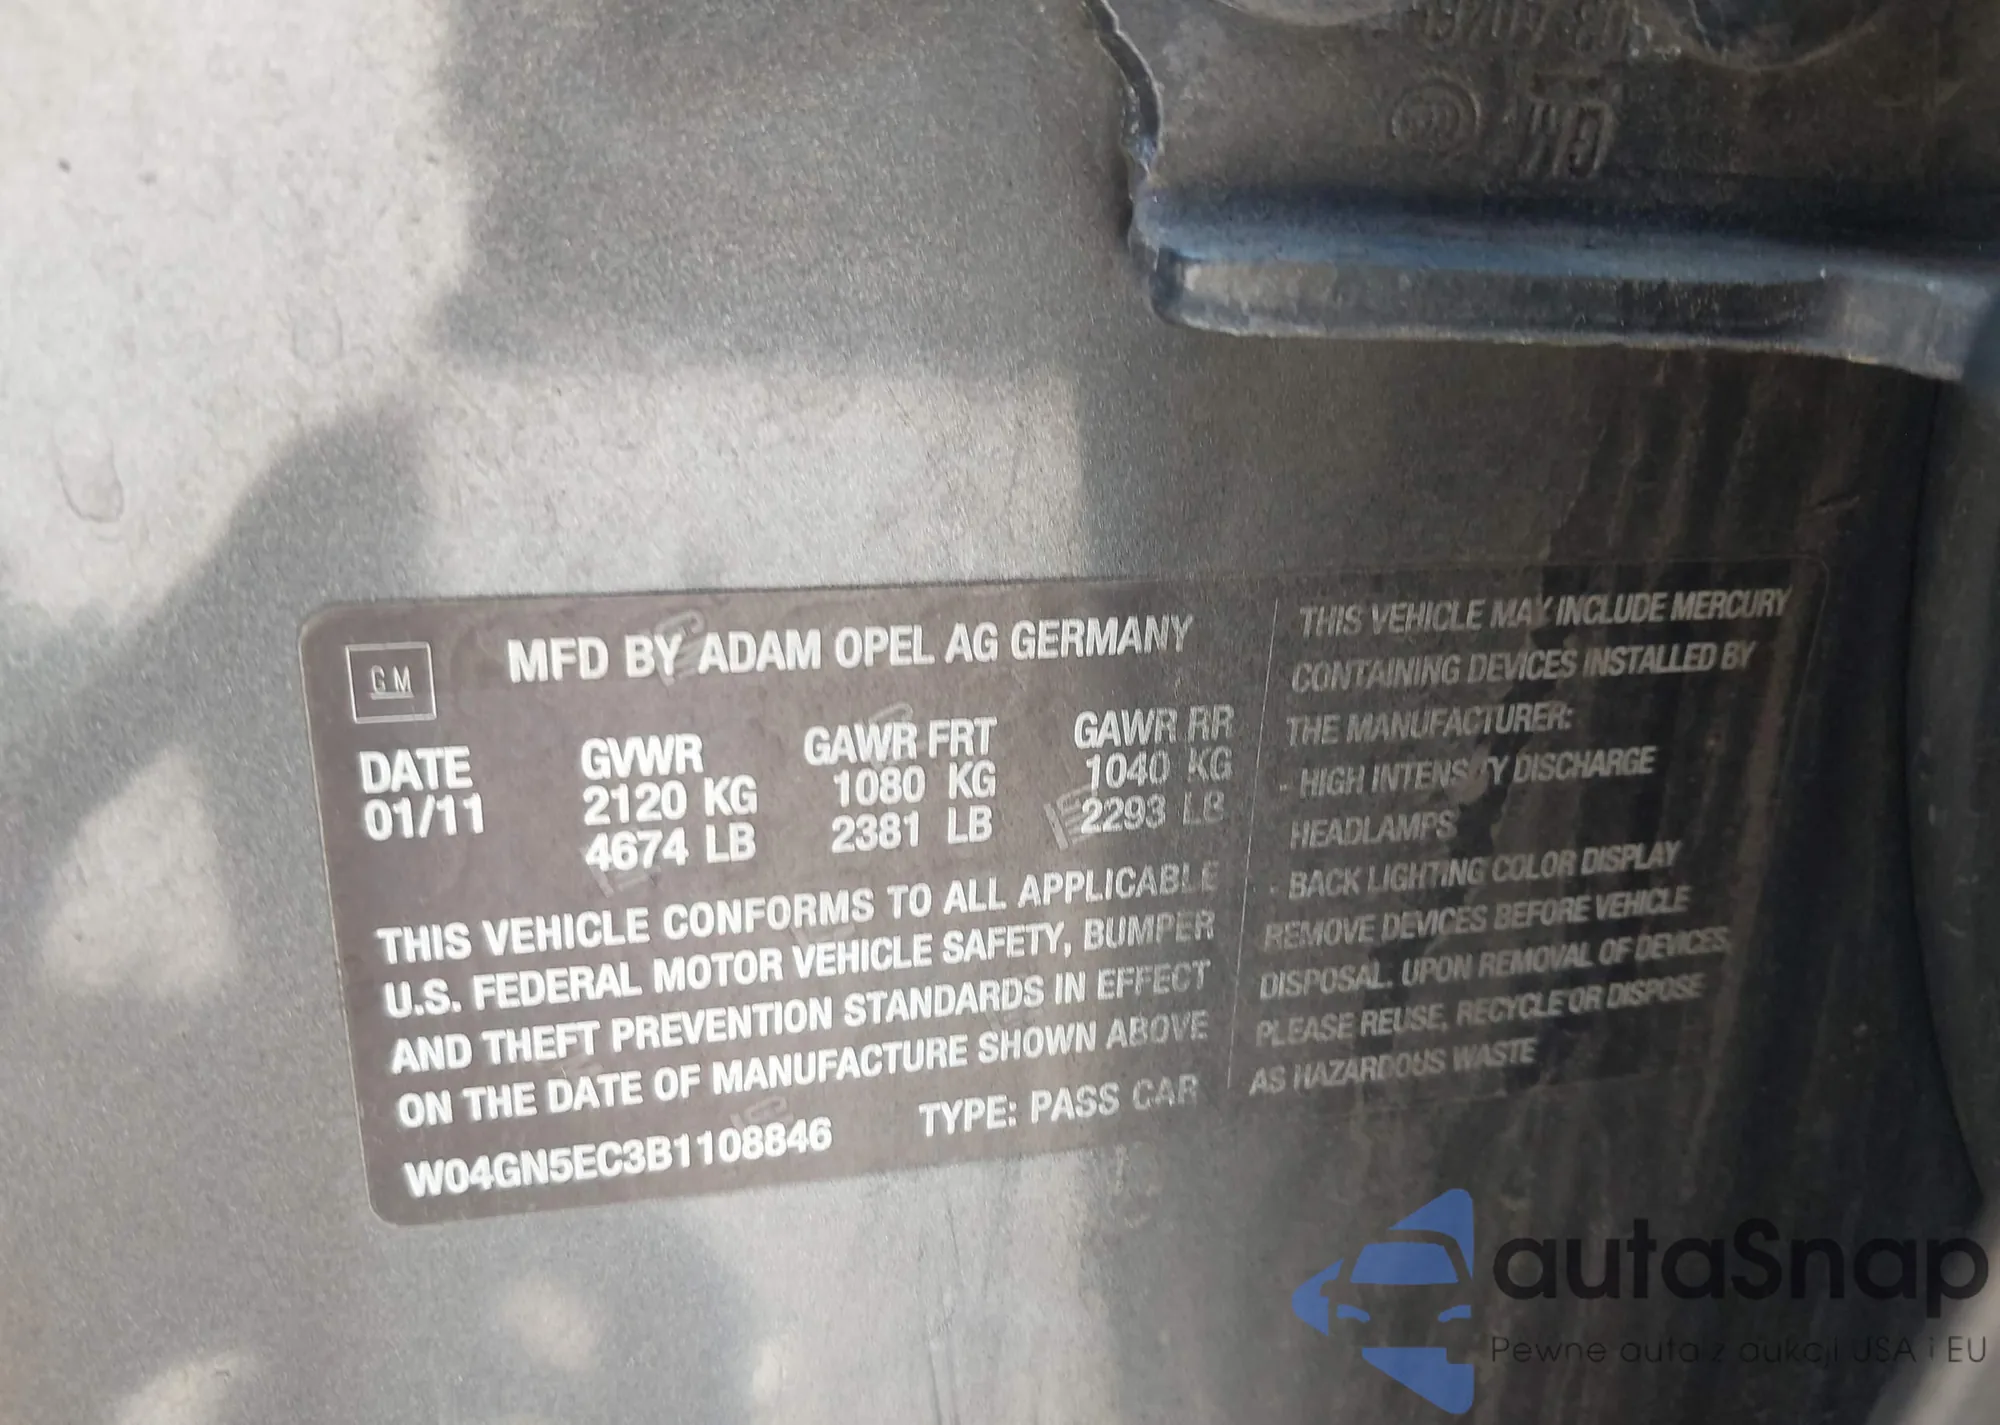 GM
GM
MFD BY ADAM OPEL AG GERMANY
DATE GVWR GAWR FRT GAWR RR
01/11 2120 KG 1080 KG 1040 KG
4674 LB 2381 LB 2293 LB
THIS VEHICLE CONFORMS TO ALL APPLICABLE
U.S. FEDERAL MOTOR VEHICLE SAFETY, BUMPER
AND THEFT PREVENTION STANDARDS IN EFFECT
ON THE DATE OF MANUFACTURE SHOWN ABOVE
W04GN5EC3B1108846 TYPE: PASS CAR
THIS VEHICLE MAY INCLUDE MERCURY
CONTAINING DEVICES INSTALLED BY
THE MANUFACTURER:
- HIGH INTENSITY DISCHARGE
HEADLAMPS
- BACK LIGHTING COLOR DISPLAY
REMOVE DEVICES BEFORE VEHICLE
DISPOSAL. UPON REMOVAL OF DEVICES
PLEASE REUSE, RECYCLE OR DISPOSE
AS HAZARDOUS WASTE
autaSnap
Pewne auta z aukcji USA i EU